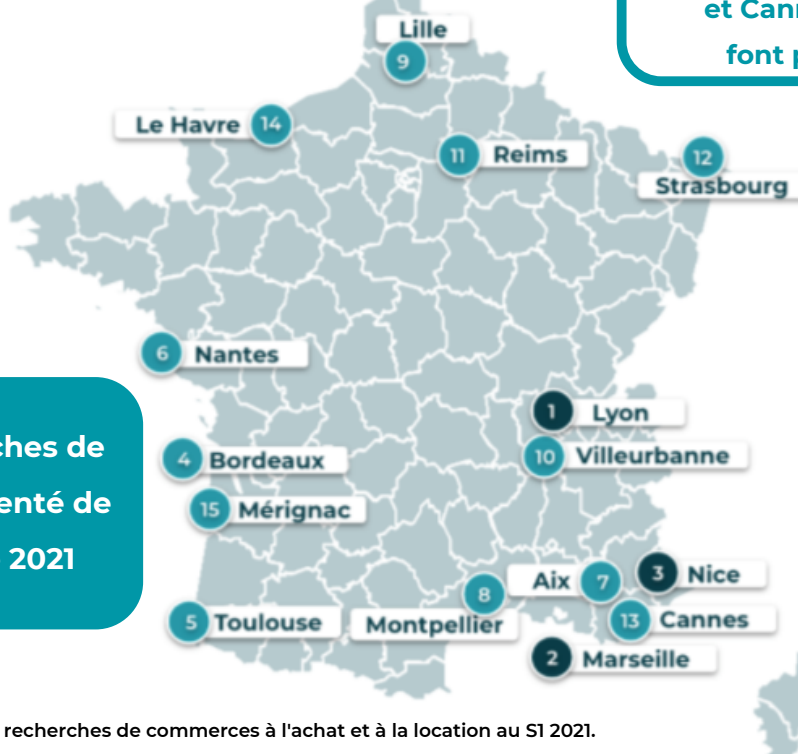 et Cann
font p
Lille
9
Le Havre 14
11 Reims
12
Strasbourg
6 Nantes
1 Lyon
ches de
4 Bordeaux
10 Villeurbanne
enté de
15 Mérignac
2021
Aix 7
3 Nice
8
5 Toulouse
Montpellier
13 Cannes
2 Marseille
recherches de commerces à l'achat et à la location au S1 2021.